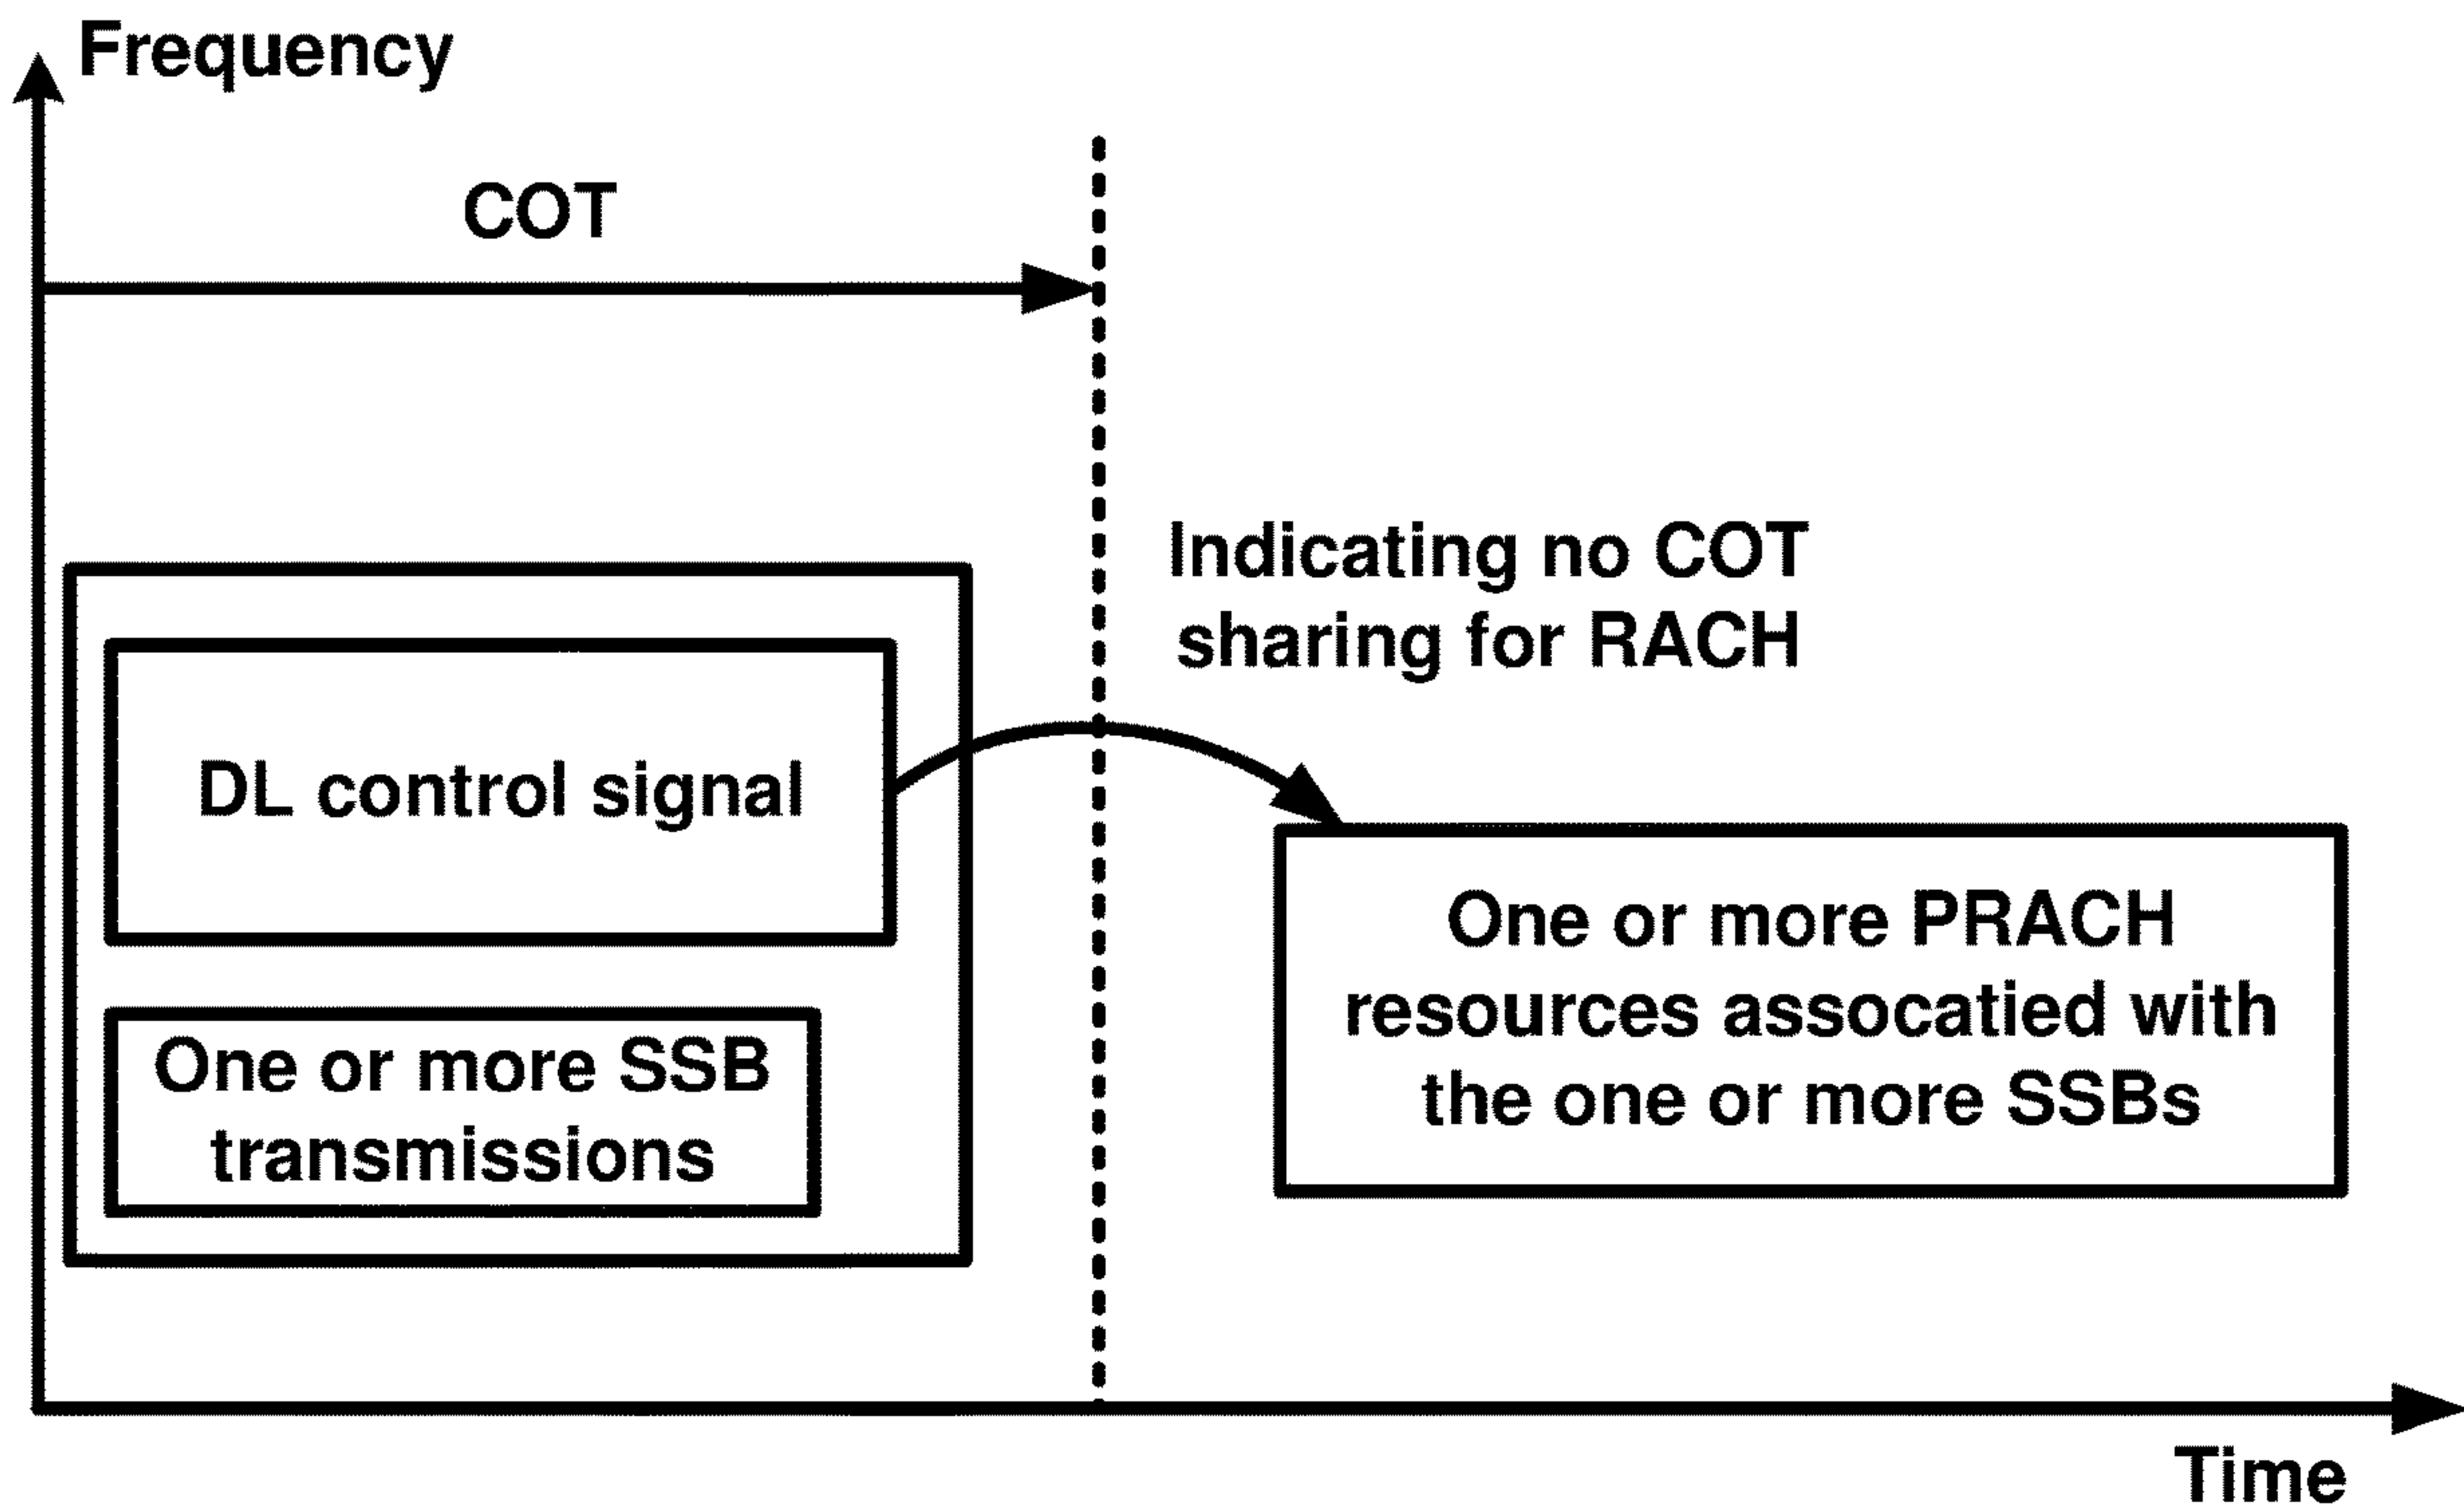 Frequency
COT
Indicating no COT
sharing for RACH
DL control signal
One or more SSB
transmissions
One or more PRACH
resources assocatied with
the one or more SSBs
Time